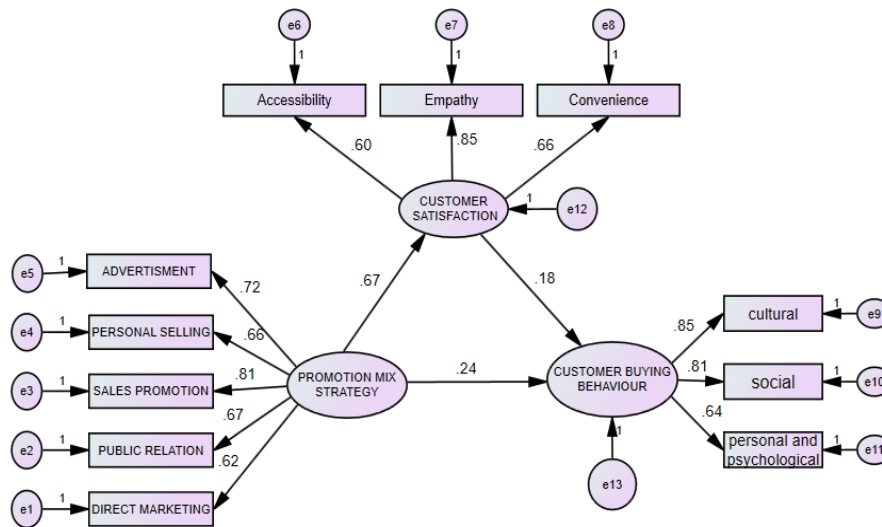 e6
e7
e8
1
1
1
Accessibility
Empathy
Convenience
.60
.85
.66
CUSTOMER
SATISFACTION
1
e12
e5
1
ADVERTISMENT
.72
.67
.18
e4
1
PERSONAL SELLING
.66
cultural
1
e9
.85
e3
1
SALES PROMOTION
.81
PROMOTION MIX
STRATEGY
.24
CUSTOMER BUYING
BEHAVIOUR
.81
social
1
e10
e2
1
PUBLIC RELATION
.67
.64
personal and
psychological
1
e11
1
e13
e1
1
DIRECT MARKETING
.62